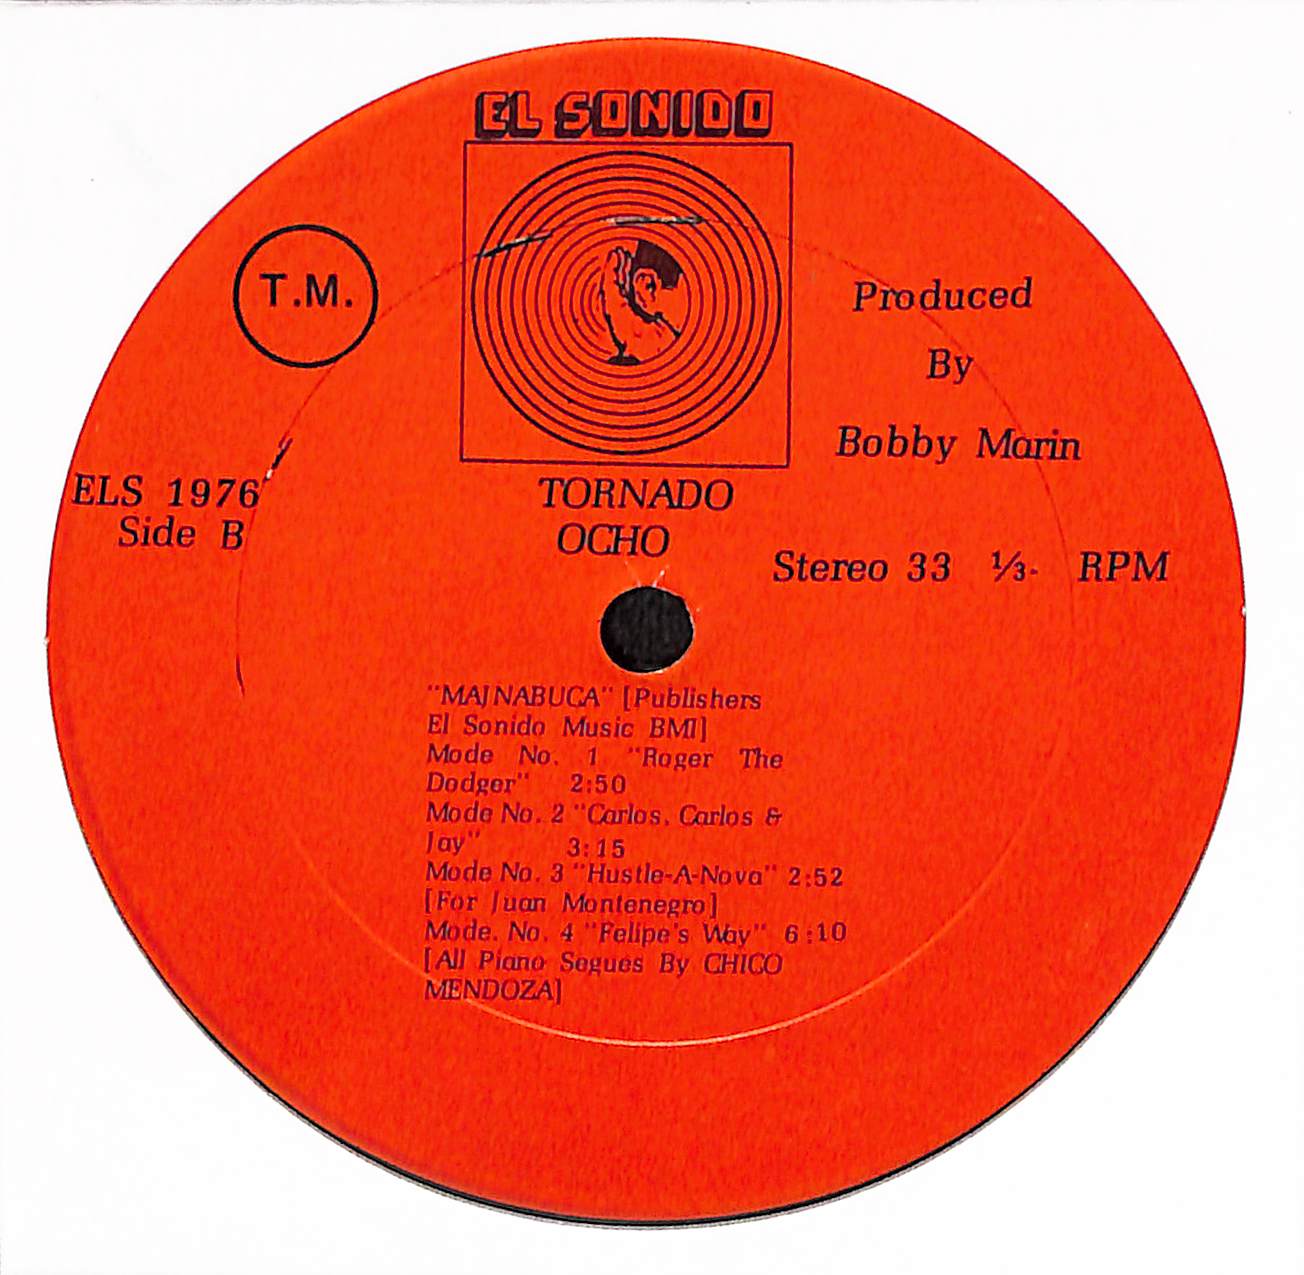 EL SONIDO
T.M.
Produced
By
Bobby Marin
ELS 1976
Side B
TORNADO
OCHO
Stereo 33 ⅓ RPM
"MAJNABUCA" [Publishers
El Sonido Music BMI]
Mode No. 1 "Roger The
Dodger" 2:50
Mode No. 2 "Carlos, Carlos &
Jay" 3:15
Mode No. 3 "Hustle-A-Nova" 2:52
[For Juan Montenegro]
Mode. No. 4 "Felipe's Way" 6:10
[All Piano Segues By CHICO
MENDOZA]